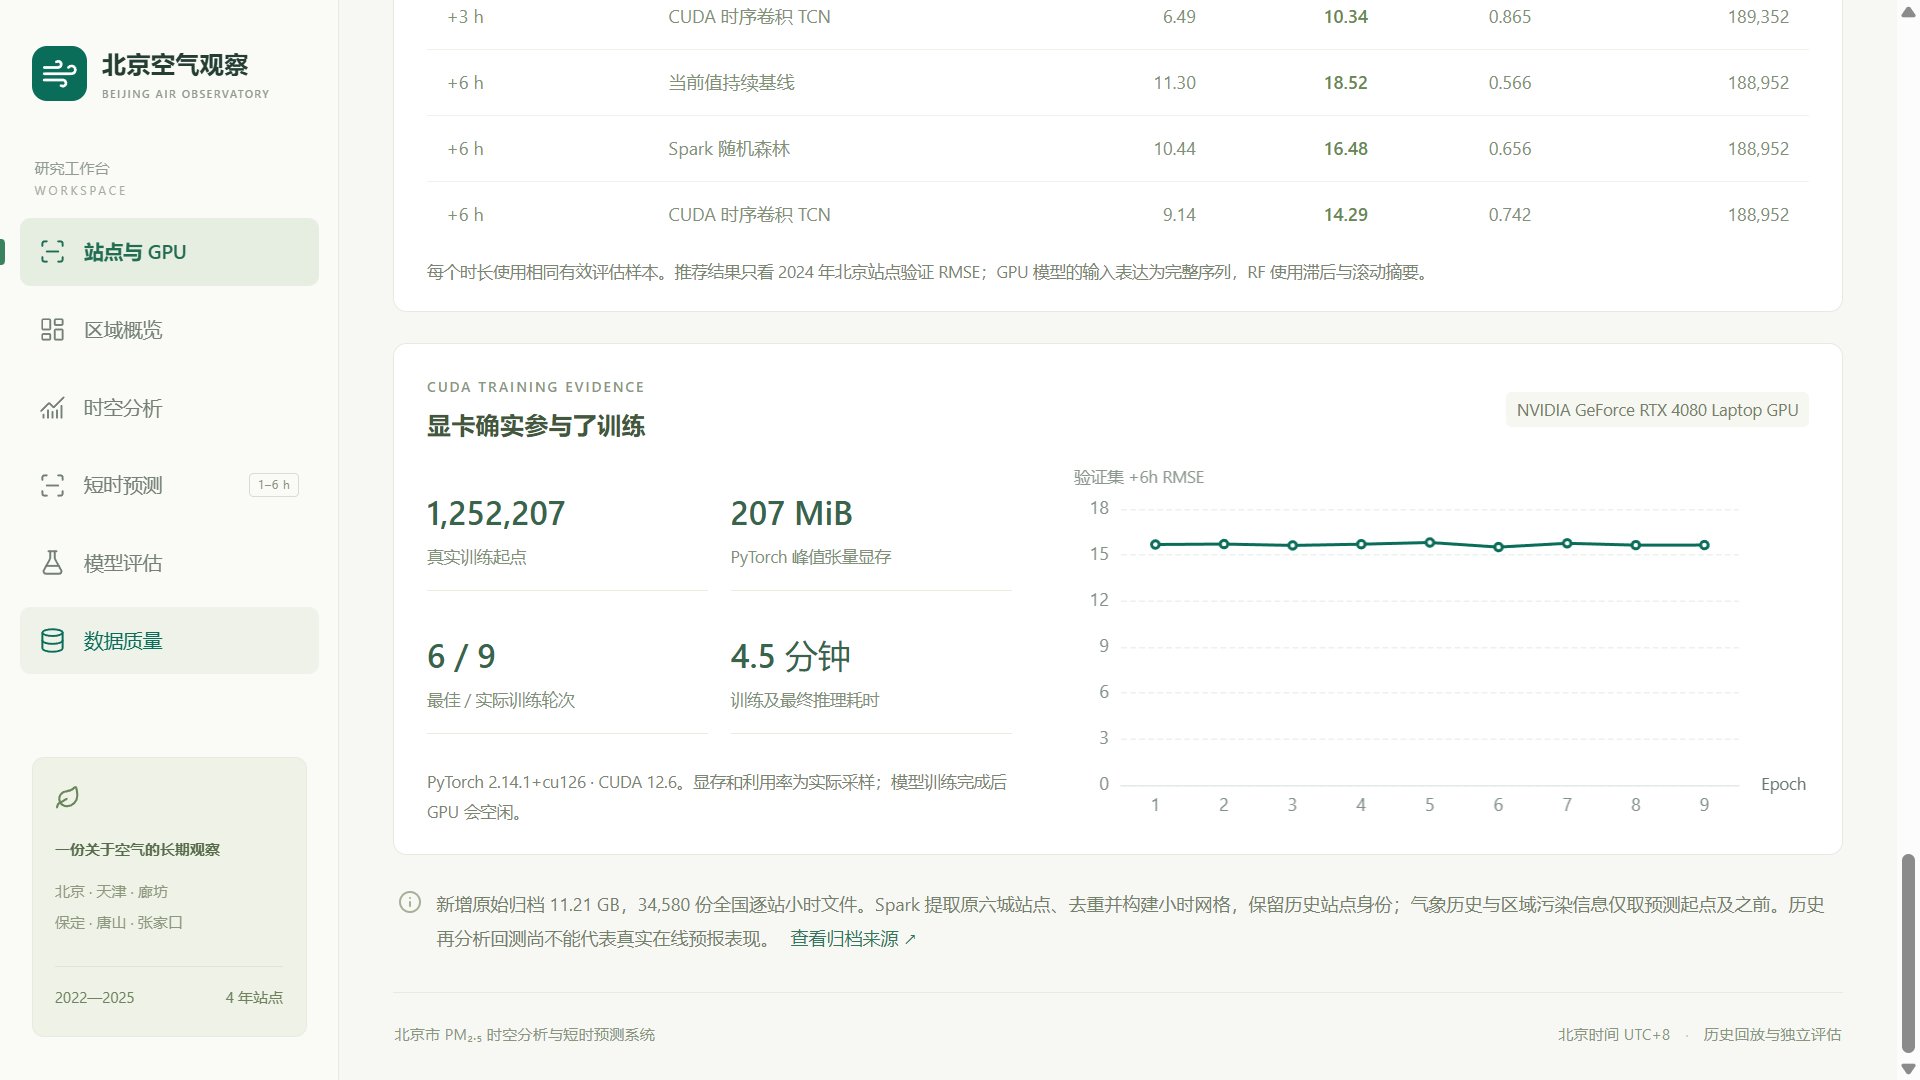 北京空气观察
BEIJING AIR OBSERVATORY
研究工作台
WORKSPACE
站点与 GPU
区域概览
时空分析
短时预测
1–6 h
模型评估
数据质量
一份关于空气的长期观察
北京 · 天津 · 廊坊
保定 · 唐山 · 张家口
2022—2025
4 年站点
+3 h CUDA 时序卷积 TCN 6.49 10.34 0.865 189,352
+6 h 当前值持续基线 11.30 18.52 0.566 188,952
+6 h Spark 随机森林 10.44 16.48 0.656 188,952
+6 h CUDA 时序卷积 TCN 9.14 14.29 0.742 188,952
每个时长使用相同有效评估样本。推荐结果只看 2024 年北京站点验证 RMSE；GPU 模型的输入表达为完整序列，RF 使用滞后与滚动摘要。
CUDA TRAINING EVIDENCE
显卡确实参与了训练
NVIDIA GeForce RTX 4080 Laptop GPU
1,252,207
真实训练起点
207 MiB
PyTorch 峰值张量显存
6 / 9
最佳 / 实际训练轮次
4.5 分钟
训练及最终推理耗时
PyTorch 2.14.1+cu126 · CUDA 12.6。显存和利用率为实际采样；模型训练完成后
GPU 会空闲。
验证集 +6h RMSE
18
15
12
9
6
3
0
1 2 3 4 5 6 7 8 9
Epoch
新增原始归档 11.21 GB，34,580 份全国逐站小时文件。Spark 提取原六城站点、去重并构建小时网格，保留历史站点身份；气象历史与区域污染信息仅取预测起点及之前。历史
再分析回测尚不能代表真实在线预报表现。 查看归档来源 ↗
北京市 PM₂.₅ 时空分析与短时预测系统
北京时间 UTC+8 · 历史回放与独立评估